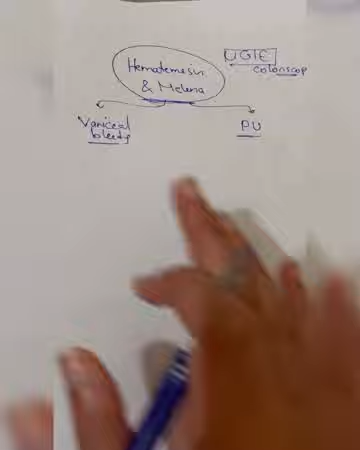 UGIE
colonscop
Hematemesis
& Melena
Variceal
bleeds
PU